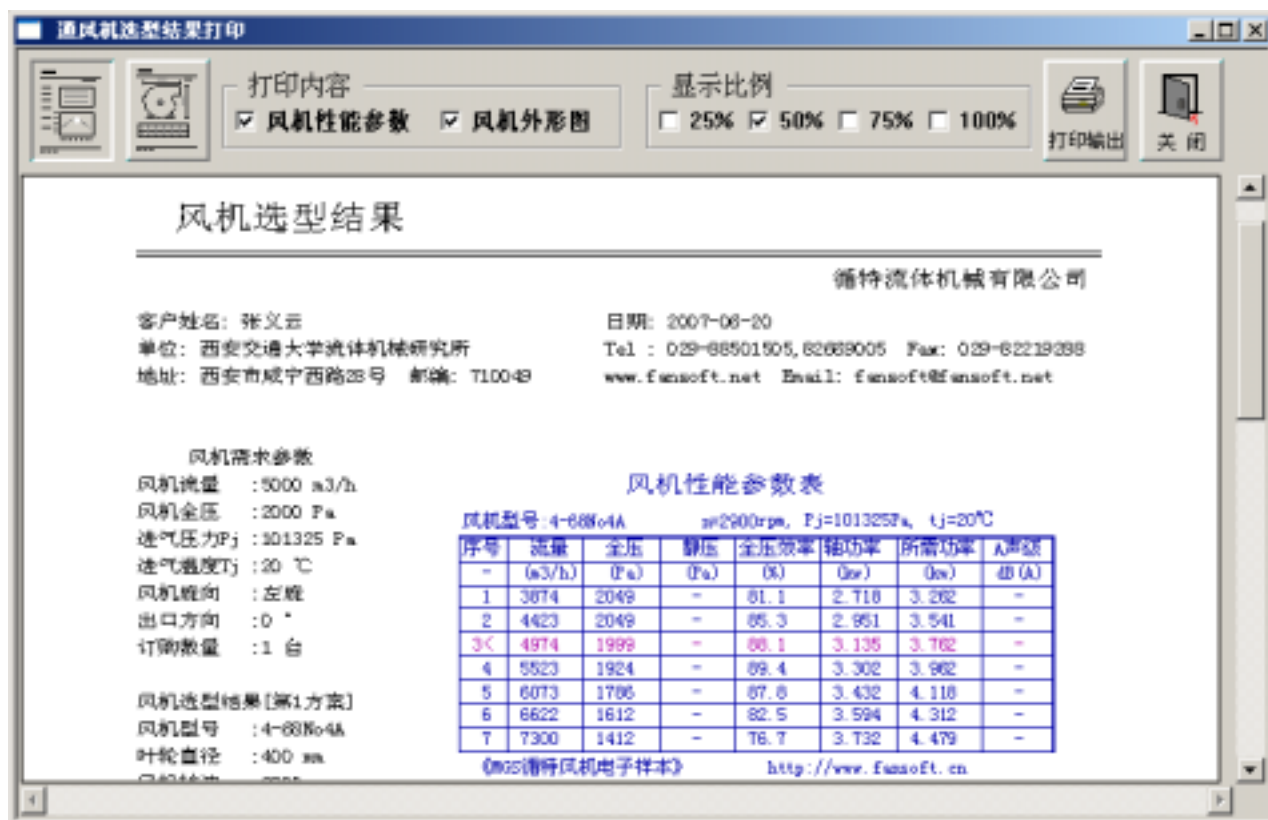 通风机选型结果打印
打印内容
风机性能参数 风机外形图
显示比例
25% 50% 75% 100%
打印输出
关 闭
风机选型结果
循特流体机械有限公司
客户姓名: 张义云
单位: 西安交通大学流体机械研究所
地址: 西安市咸宁西路28号 邮编: 710049
日期: 2007-06-20
Tel : 029-88501505,82669005 Fax: 029-82219298
www.fansoft.net Email: fansoft@fansoft.net
风机需求参数
风机流量 :5000 m3/h
风机全压 :2000 Pa
进气压力Pj :101325 Pa
进气温度Tj :20 ℃
风机旋向 :左旋
出口方向 :0 °
订购数量 :1 台
风机选型结果[第1方案]
风机型号 :4-68No4A
叶轮直径 :400 mm
风机性能参数表
风机型号:4-68No4A n=2900rpm, Pj=101325Pa, tj=20℃
序号 流量 全压 静压 全压效率 轴功率 所需功率 A声级
- (m3/h) (Pa) (Pa) (%) (kw) (kw) dB(A)
1 3874 2049 - 81.1 2.718 3.262 -
2 4423 2049 - 85.3 2.951 3.541 -
3< 4974 1999 - 88.1 3.135 3.762 -
4 5523 1924 - 89.4 3.302 3.962 -
5 6073 1786 - 87.8 3.432 4.118 -
6 6622 1612 - 82.5 3.594 4.312 -
7 7300 1412 - 76.7 3.732 4.479 -
《MGS循特风机电子样本》 http://www.fansoft.cn